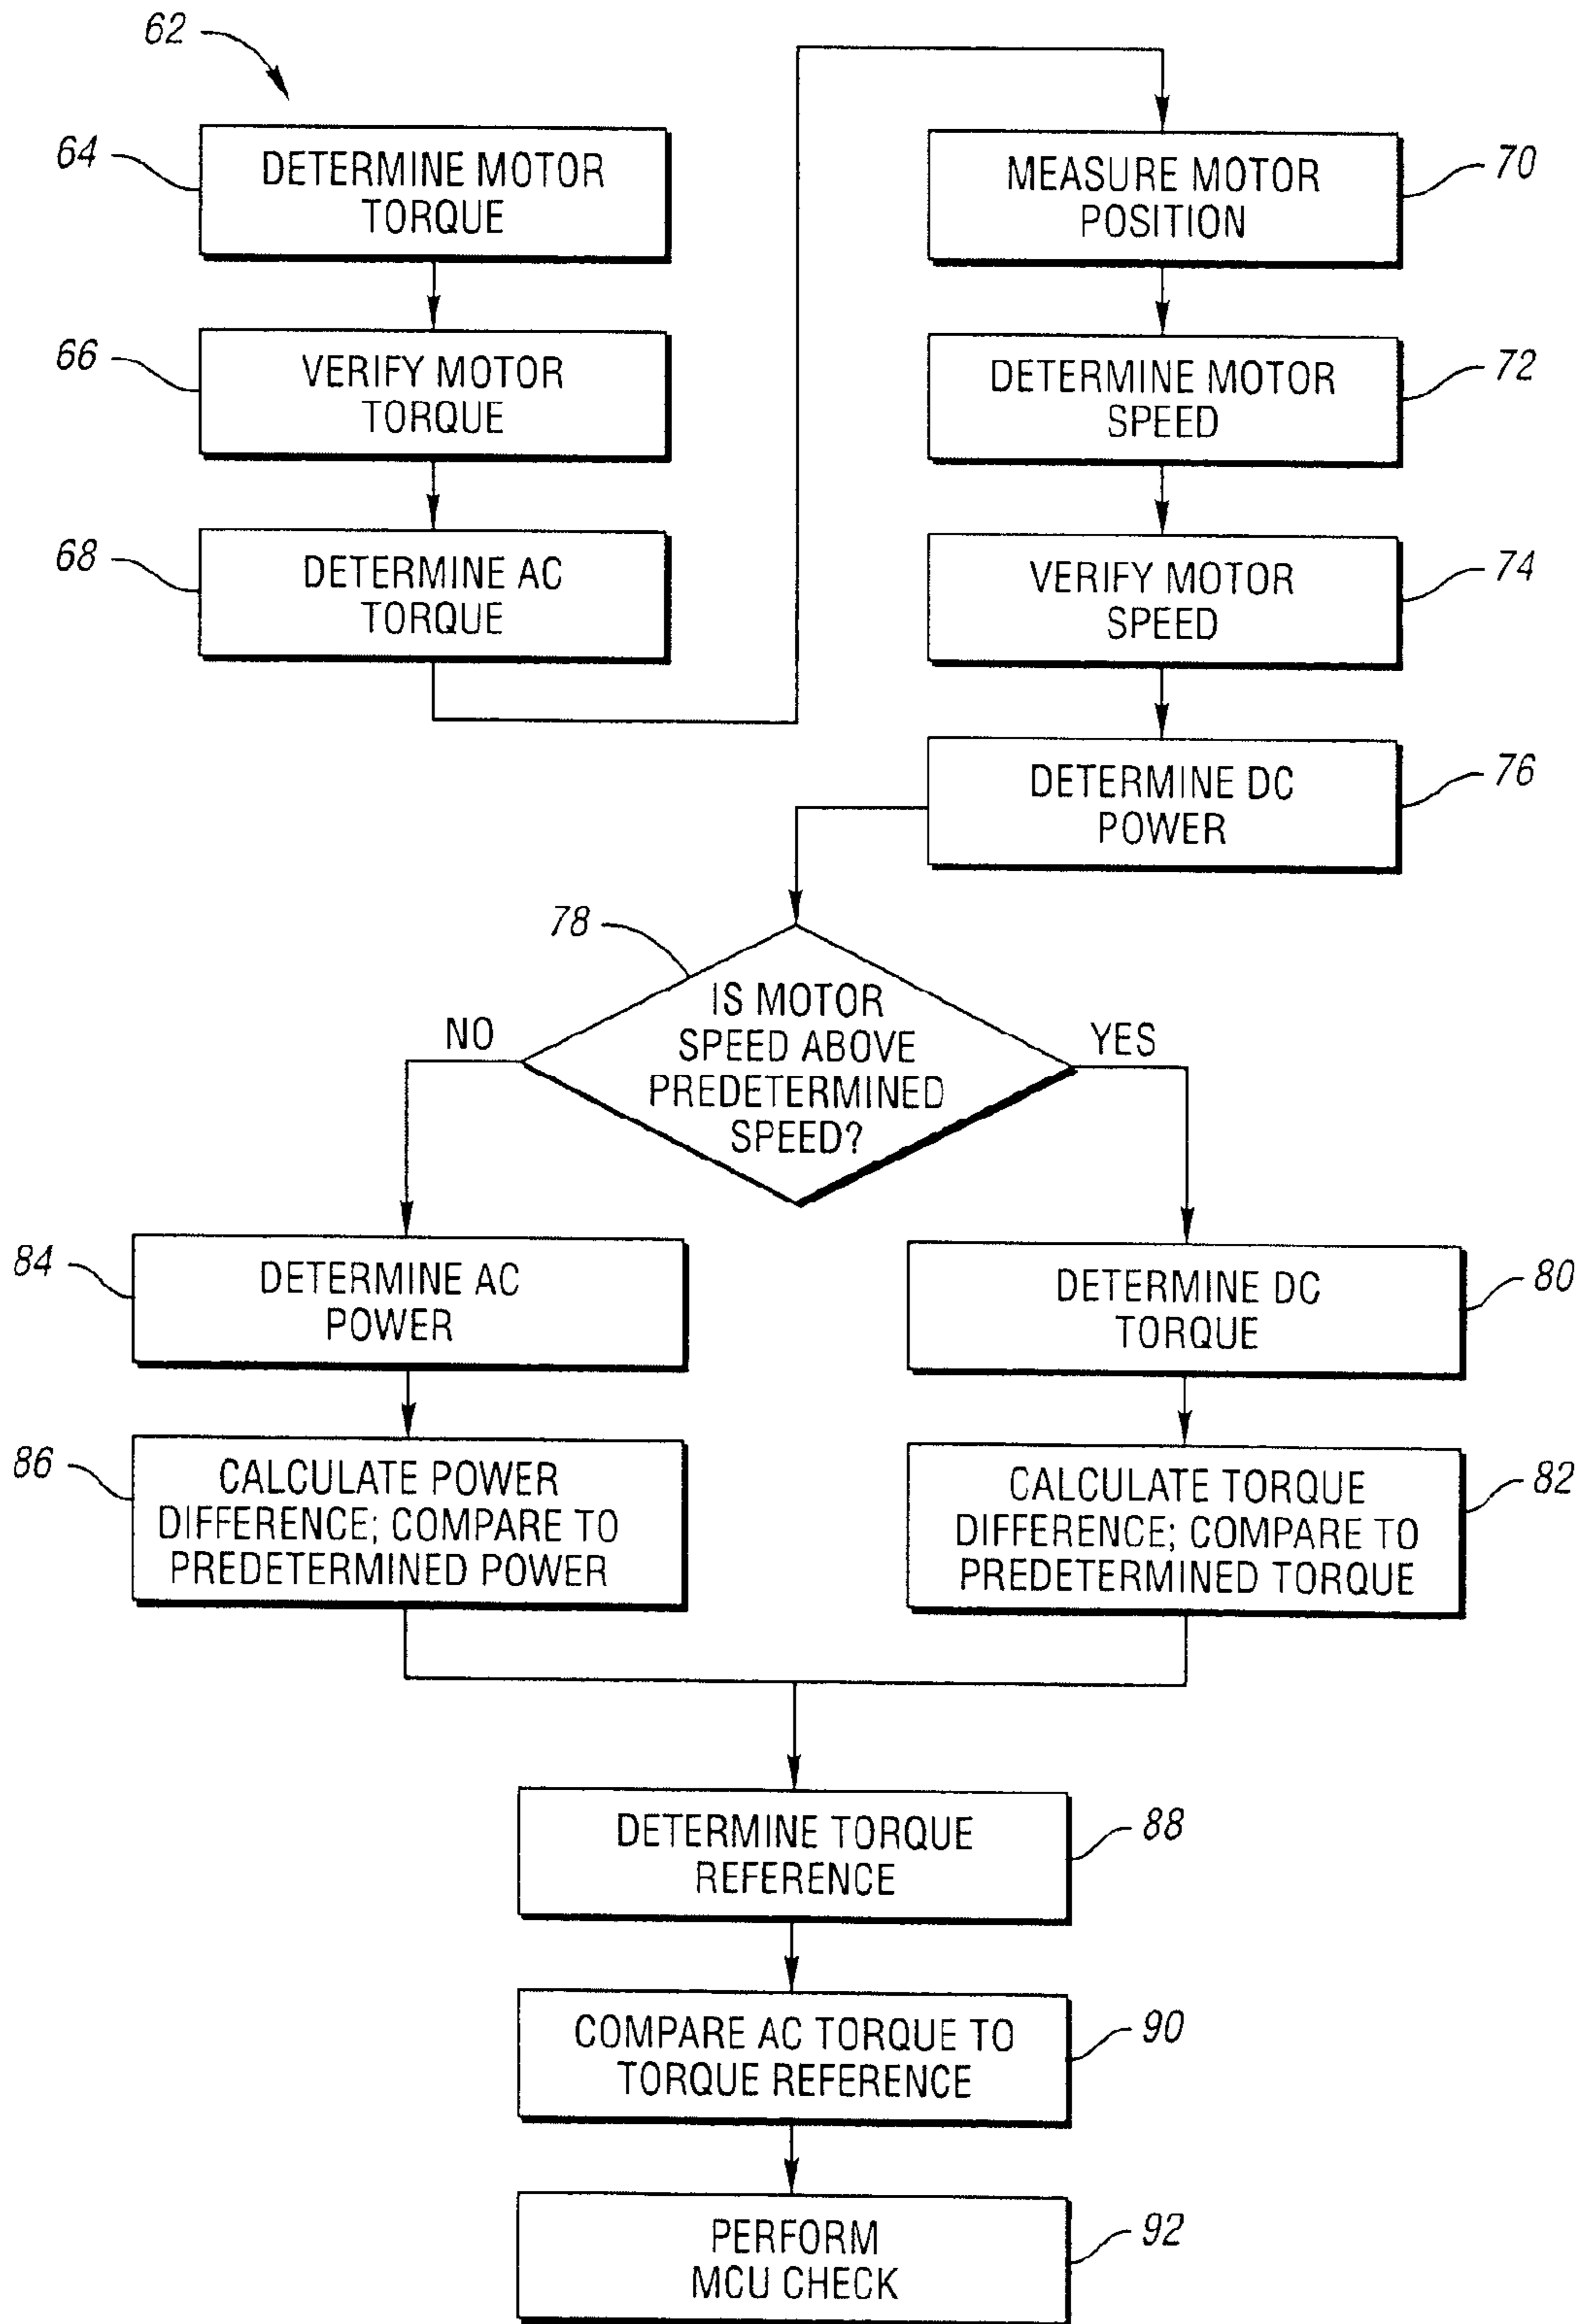 62
64
DETERMINE MOTOR
TORQUE
66
VERIFY MOTOR
TORQUE
68
DETERMINE AC
TORQUE
MEASURE MOTOR
POSITION
70
DETERMINE MOTOR
SPEED
72
VERIFY MOTOR
SPEED
74
DETERMINE DC
POWER
76
78
IS MOTOR
SPEED ABOVE
PREDETERMINED
SPEED?
NO
YES
84
DETERMINE AC
POWER
86
CALCULATE POWER
DIFFERENCE; COMPARE TO
PREDETERMINED POWER
DETERMINE DC
TORQUE
80
CALCULATE TORQUE
DIFFERENCE; COMPARE TO
PREDETERMINED TORQUE
82
DETERMINE TORQUE
REFERENCE
88
COMPARE AC TORQUE TO
TORQUE REFERENCE
90
PERFORM
MCU CHECK
92